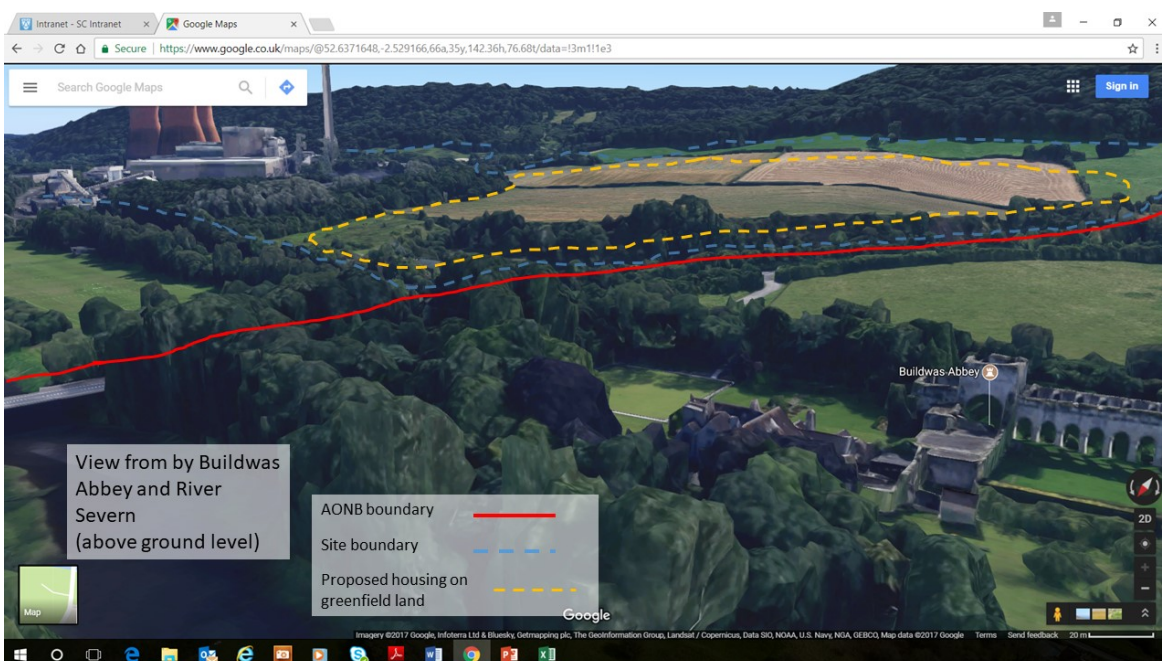 Intranet - SC Intranet
Google Maps
Secure | https://www.google.co.uk/maps/@52.6371648,-2.529166,66a,35y,142.36h,76.68t/data=!3m1!1e3
Search Google Maps
Sign in
Buildwas Abbey
View from by Buildwas
Abbey and River
Severn
(above ground level)
AONB boundary
Site boundary
Proposed housing on
greenfield land
2D
Map
Google
Imagery ©2017 Google, Infoterra Ltd & Bluesky, Getmapping plc, The GeoInformation Group, Landsat / Copernicus, Data SIO, NOAA, U.S. Navy, NGA, GEBCO, Map data ©2017 Google Terms Send feedback 20 m